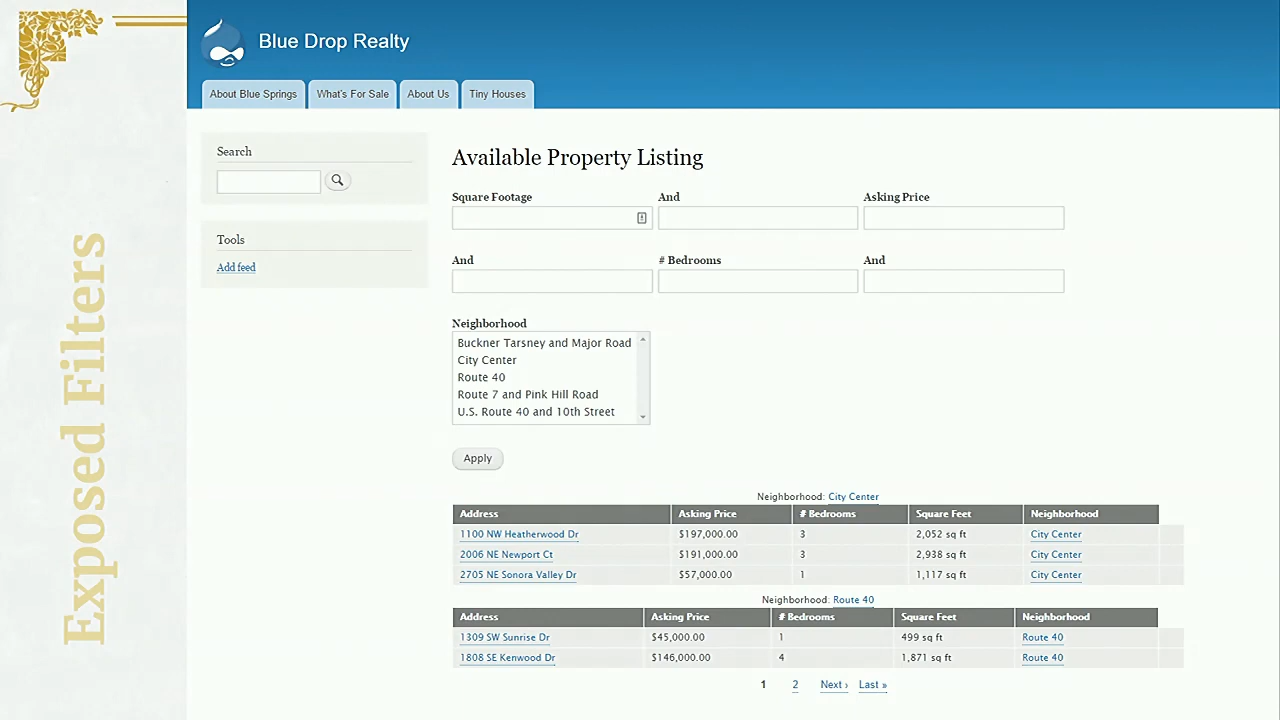 Exposed Filters
Blue Drop Realty
About Blue Springs What's For Sale About Us Tiny Houses
Search
Tools
Add feed
Available Property Listing
Square Footage And Asking Price
And # Bedrooms And
Neighborhood
Buckner Tarsney and Major Road
City Center
Route 40
Route 7 and Pink Hill Road
U.S. Route 40 and 10th Street
Apply
Neighborhood: City Center
Address Asking Price # Bedrooms Square Feet Neighborhood
1100 NW Heatherwood Dr $197,000.00 3 2,052 sq ft City Center
2006 NE Newport Ct $191,000.00 3 2,938 sq ft City Center
2705 NE Sonora Valley Dr $57,000.00 1 1,117 sq ft City Center
Neighborhood: Route 40
Address Asking Price # Bedrooms Square Feet Neighborhood
1309 SW Sunrise Dr $45,000.00 1 499 sq ft Route 40
1808 SE Kenwood Dr $146,000.00 4 1,871 sq ft Route 40
1 2 Next › Last »